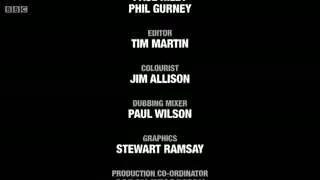 BBC
PHIL GURNEY
EDITOR
TIM MARTIN
COLOURIST
JIM ALLISON
DUBBING MIXER
PAUL WILSON
GRAPHICS
STEWART RAMSAY
PRODUCTION CO-ORDINATOR